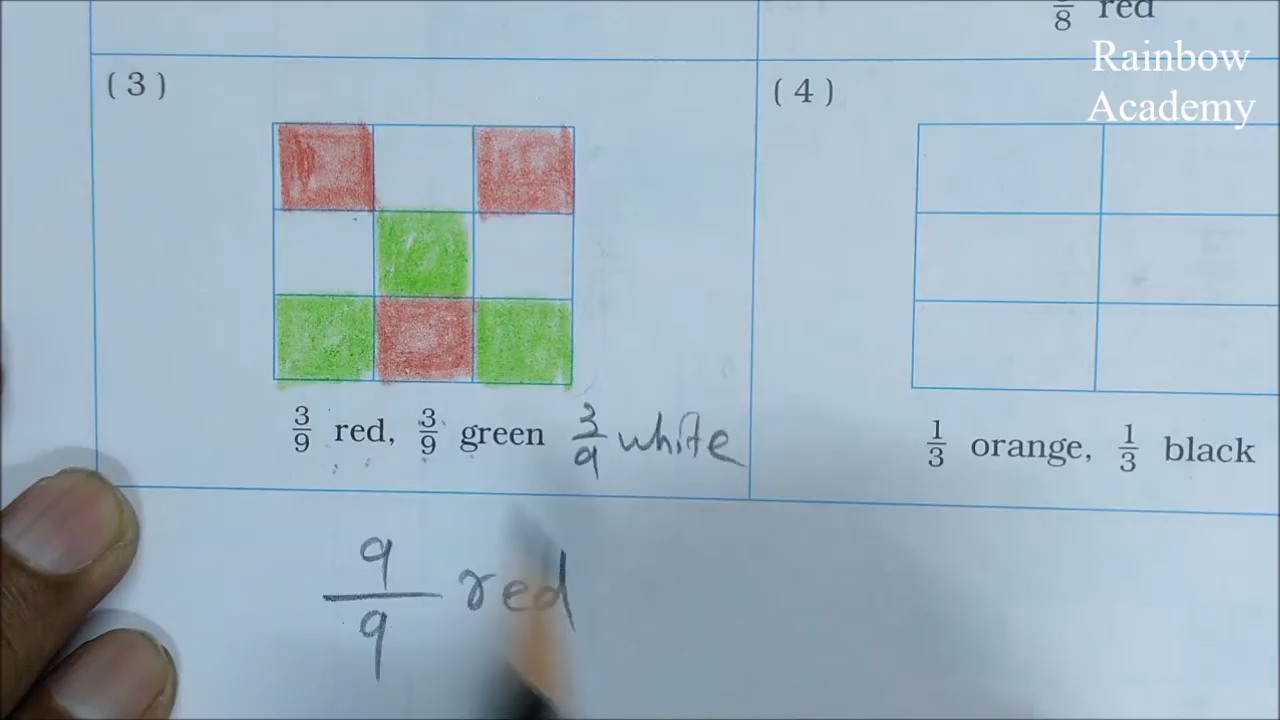 3/8 red
Rainbow
Academy
(3)
(4)
3/9 red, 3/9 green 3/9 white
1/3 orange, 1/3 black
9/9 red